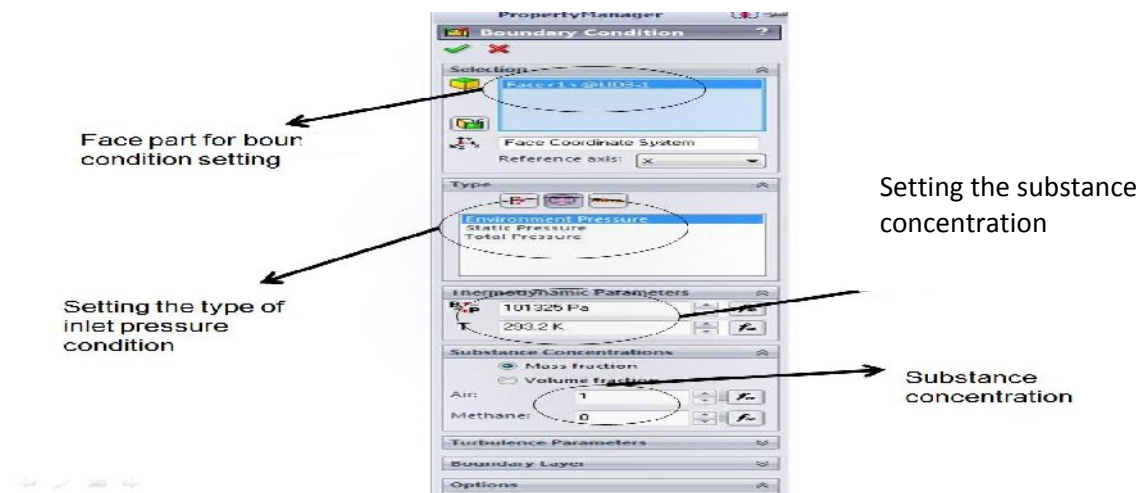 PropertyManager
Boundary Condition ?
Selection
Face<1>@LID3-1
Face Coordinate System
Reference axis: X
Type
Environment Pressure
Static Pressure
Total Pressure
Thermodynamic Parameters
P 101325 Pa
T 293.2 K
Substance Concentrations
Mass fraction
Volume fraction
Air: 1
Methane: 0
Turbulence Parameters
Boundary Layer
Options
Face part for boun
condition setting
Setting the type of
inlet pressure
condition
Setting the substance
concentration
Substance
concentration